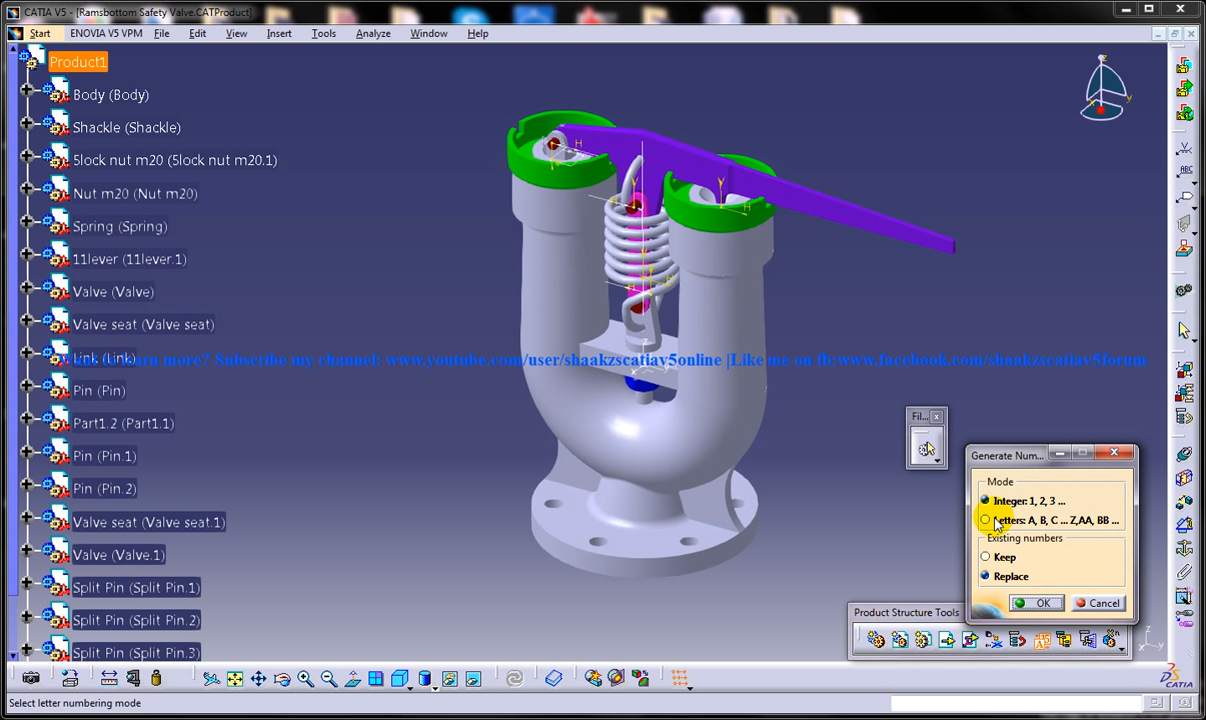 CATIA V5 - [Ramsbottom Safety Valve.CATProduct]
Start ENOVIA V5 VPM File Edit View Insert Tools Analyze Window Help
Product1
Body (Body)
Shackle (Shackle)
5lock nut m20 (5lock nut m20.1)
Nut m20 (Nut m20)
Spring (Spring)
11lever (11lever.1)
Valve (Valve)
Valve seat (Valve seat)
Link (Link)
Want to learn more? Subscribe my channel: www.youtube.com/user/shaakzscatiav5online |Like me on fb:www.facebook.com/shaakzscatiav5forum
Pin (Pin)
Part1.2 (Part1.1)
Pin (Pin.1)
Pin (Pin.2)
Valve seat (Valve seat.1)
Valve (Valve.1)
Split Pin (Split Pin.1)
Split Pin (Split Pin.2)
Split Pin (Split Pin.3)
Fil...
Generate Num...
Mode
Integer: 1, 2, 3 ...
Letters: A, B, C ... Z,AA, BB ...
Existing numbers
Keep
Replace
OK Cancel
Product Structure Tools
CATIA
Select letter numbering mode